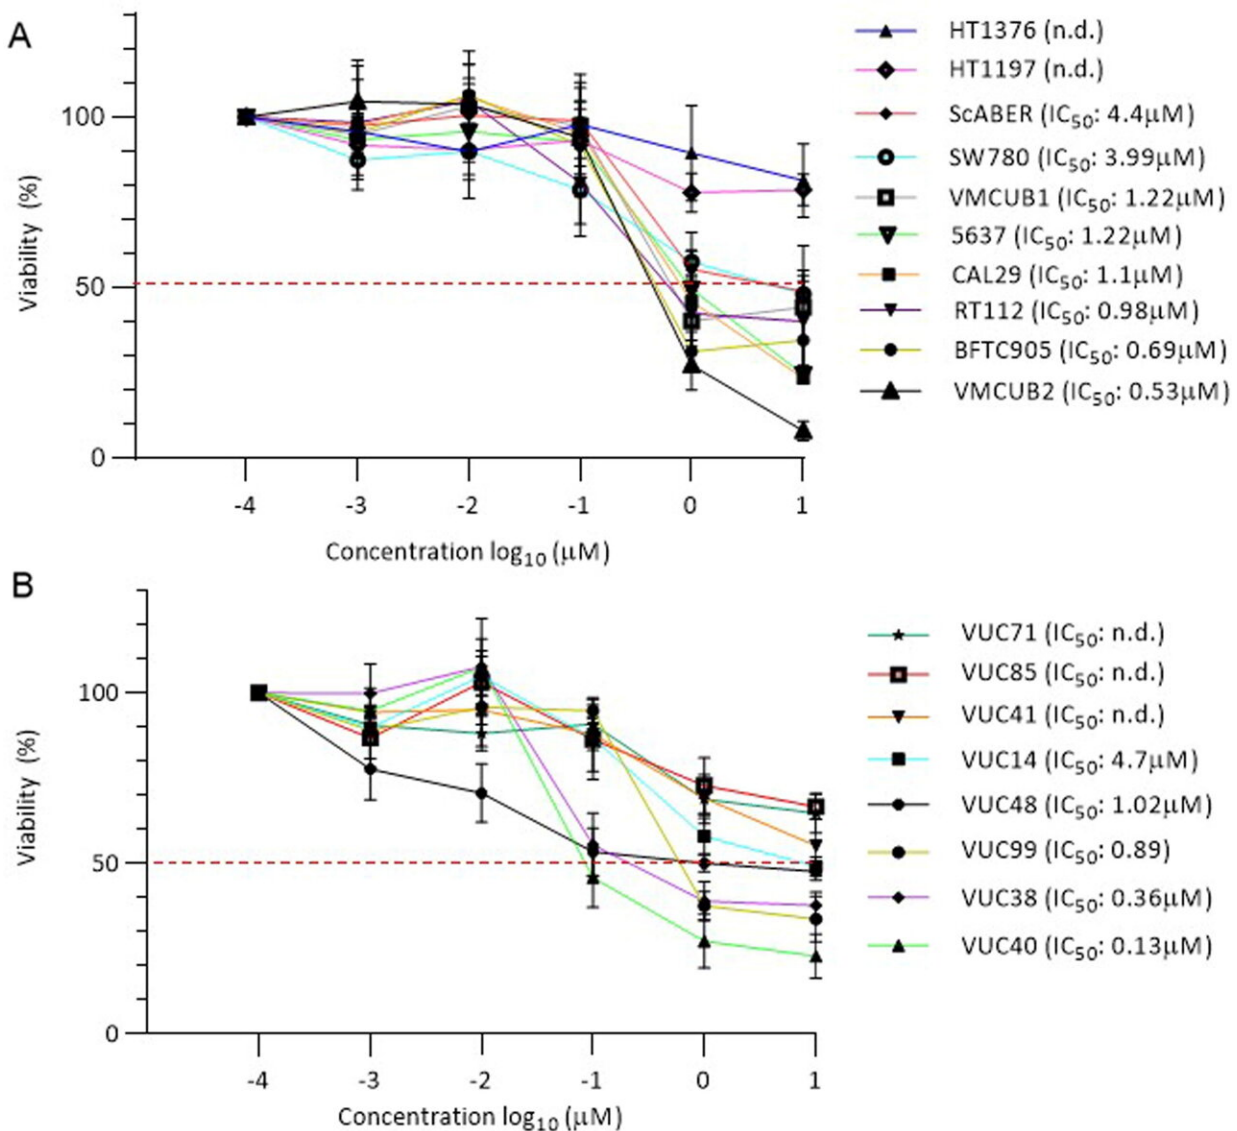 A
Viability (%)
100
50
0
-4 -3 -2 -1 0 1
Concentration log₁₀ (μM)
HT1376 (n.d.)
HT1197 (n.d.)
ScABER (IC₅₀: 4.4μM)
SW780 (IC₅₀: 3.99μM)
VMCUB1 (IC₅₀: 1.22μM)
5637 (IC₅₀: 1.22μM)
CAL29 (IC₅₀: 1.1μM)
RT112 (IC₅₀: 0.98μM)
BFTC905 (IC₅₀: 0.69μM)
VMCUB2 (IC₅₀: 0.53μM)
B
Viability (%)
100
50
0
-4 -3 -2 -1 0 1
Concentration log₁₀ (μM)
VUC71 (IC₅₀: n.d.)
VUC85 (IC₅₀: n.d.)
VUC41 (IC₅₀: n.d.)
VUC14 (IC₅₀: 4.7μM)
VUC48 (IC₅₀: 1.02μM)
VUC99 (IC₅₀: 0.89)
VUC38 (IC₅₀: 0.36μM)
VUC40 (IC₅₀: 0.13μM)